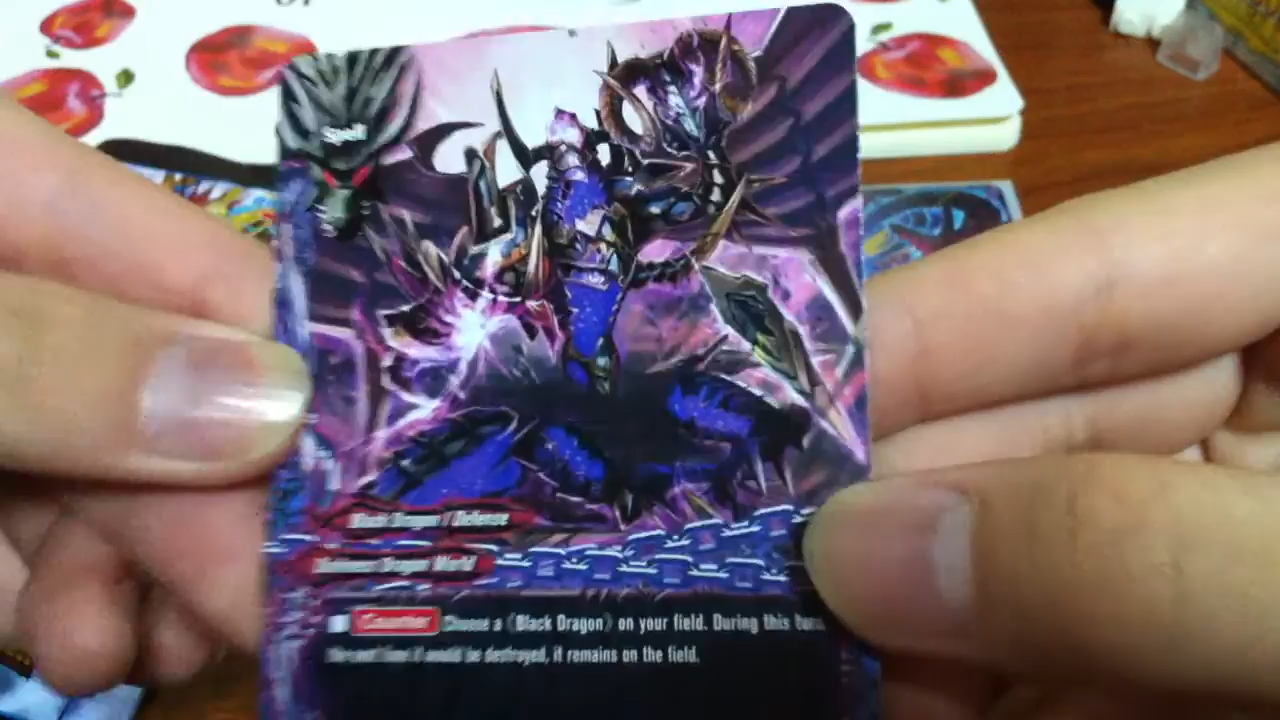 Spell
Black Dragon / Defense
Darkness Dragon World
Counter Choose a 《Black Dragon》 on your field. During this turn,
the next time it would be destroyed, it remains on the field.